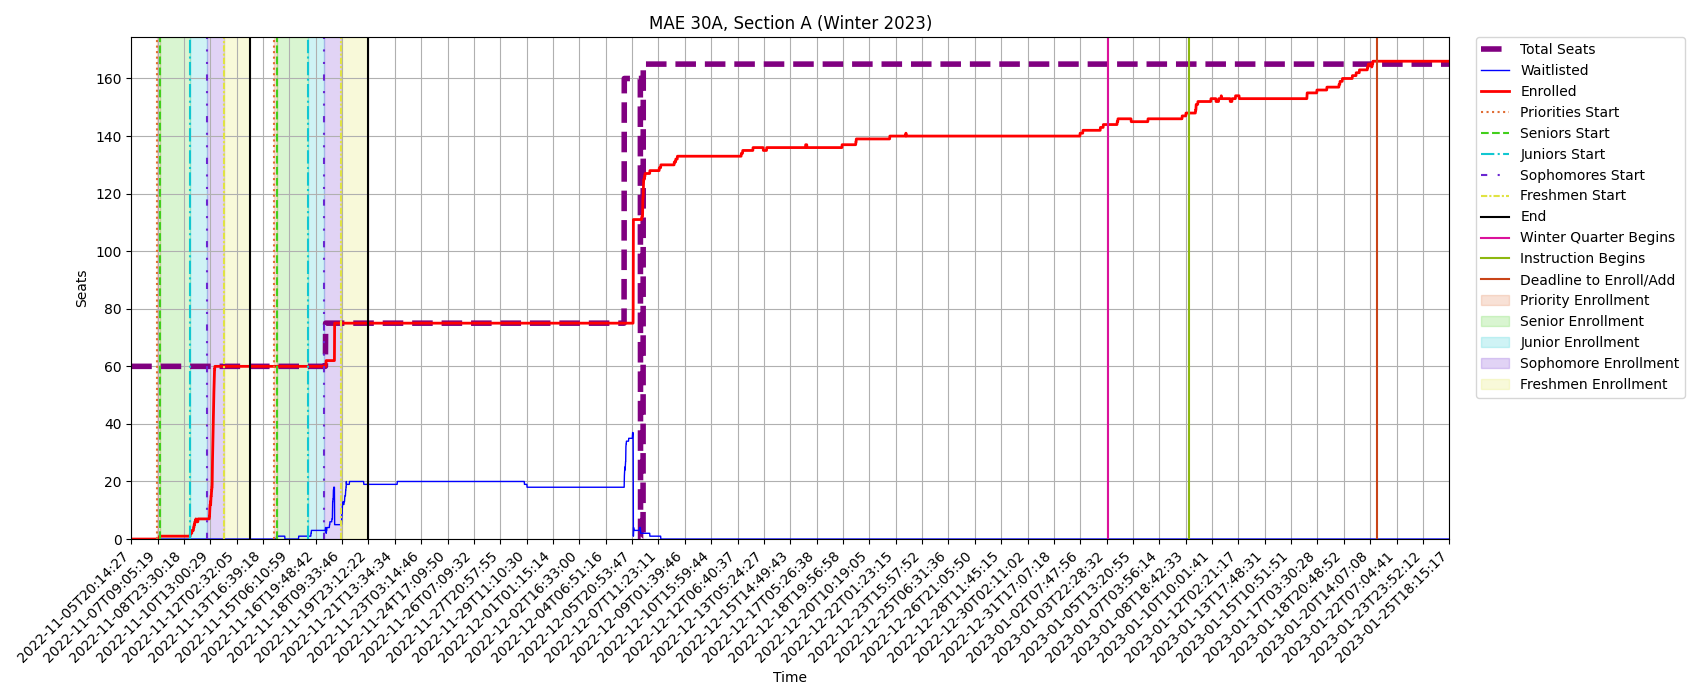 MAE 30A, Section A (Winter 2023)
Seats
160
140
120
100
80
60
40
20
0
2022-11-05T20:14:27
2022-11-07T09:05:19
2022-11-08T23:30:18
2022-11-10T13:00:29
2022-11-12T02:32:05
2022-11-13T16:39:18
2022-11-15T06:10:59
2022-11-16T19:48:42
2022-11-18T09:35:46
2022-11-19T23:12:22
2022-11-21T13:34:34
2022-11-23T03:14:46
2022-11-24T17:09:50
2022-11-26T07:09:32
2022-11-27T20:57:55
2022-11-29T11:10:30
2022-12-01T01:15:14
2022-12-02T16:33:00
2022-12-04T06:51:16
2022-12-05T20:53:47
2022-12-07T11:23:11
2022-12-09T01:39:46
2022-12-10T15:59:44
2022-12-12T06:40:37
2022-12-13T05:24:27
2022-12-15T14:49:43
2022-12-17T05:26:38
2022-12-18T19:56:58
2022-12-20T10:19:05
2022-12-22T01:23:15
2022-12-23T15:57:52
2022-12-25T06:31:36
2022-12-26T21:05:50
2022-12-28T11:45:15
2022-12-30T02:11:02
2022-12-31T17:07:18
2023-01-02T07:47:56
2023-01-03T22:28:32
2023-01-05T13:20:55
2023-01-07T03:56:14
2023-01-08T18:42:33
2023-01-10T10:01:41
2023-01-12T02:21:17
2023-01-13T17:48:31
2023-01-15T10:51:51
2023-01-17T03:30:28
2023-01-18T20:48:52
2023-01-20T14:07:08
2023-01-22T07:04:41
2023-01-23T23:52:12
2023-01-25T18:15:17
Time
Total Seats
Waitlisted
Enrolled
Priorities Start
Seniors Start
Juniors Start
Sophomores Start
Freshmen Start
End
Winter Quarter Begins
Instruction Begins
Deadline to Enroll/Add
Priority Enrollment
Senior Enrollment
Junior Enrollment
Sophomore Enrollment
Freshmen Enrollment